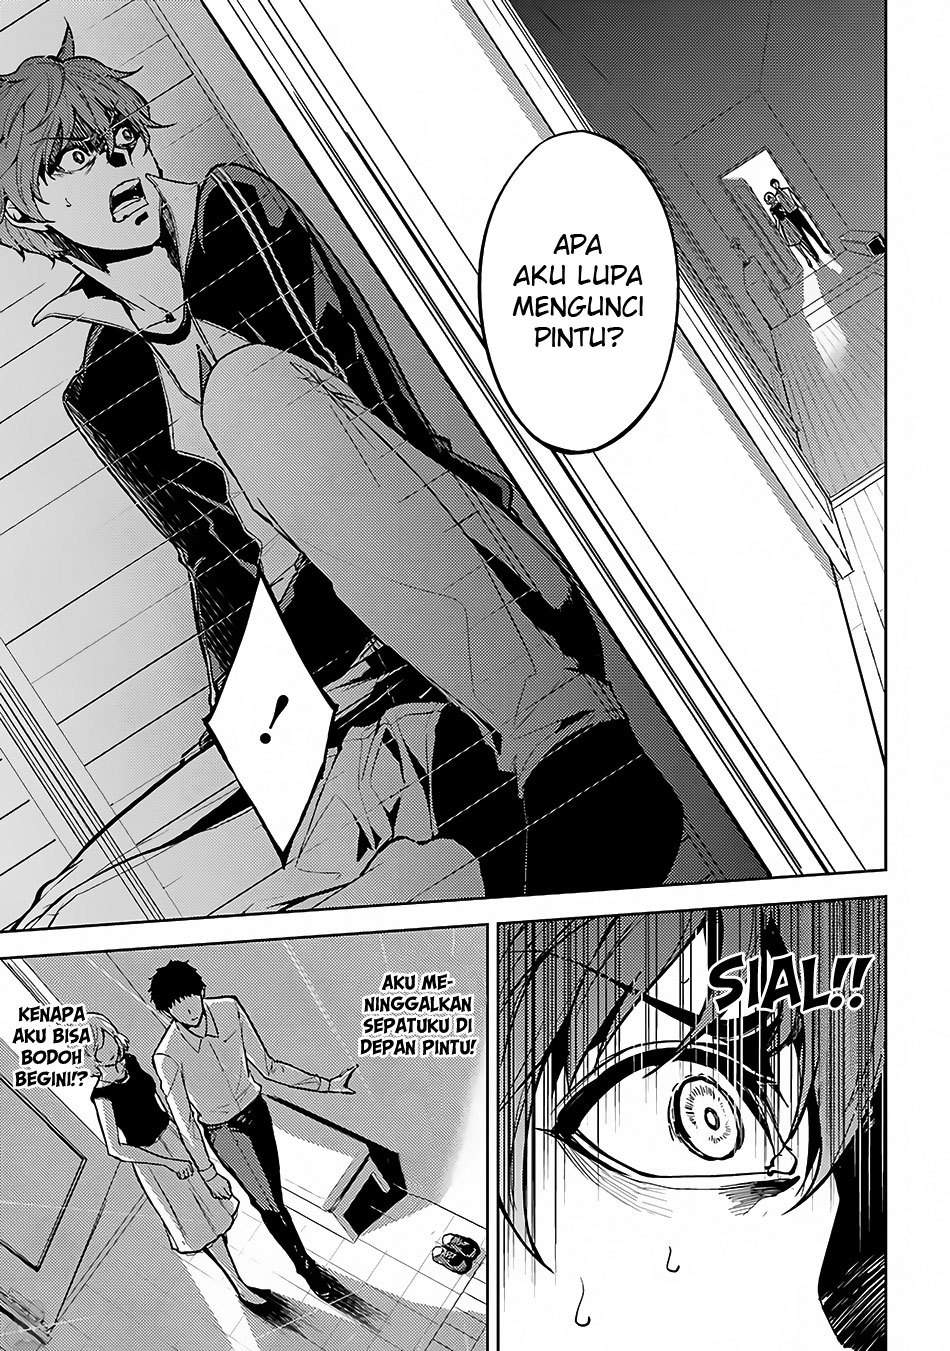 APA
AKU LUPA
MENGUNCI
PINTU?
!
SIAL!!
AKU ME-
NINGGALKAN
SEPATUKU DI
DEPAN PINTU!
KENAPA
AKU BISA
BODOH
BEGINI!?